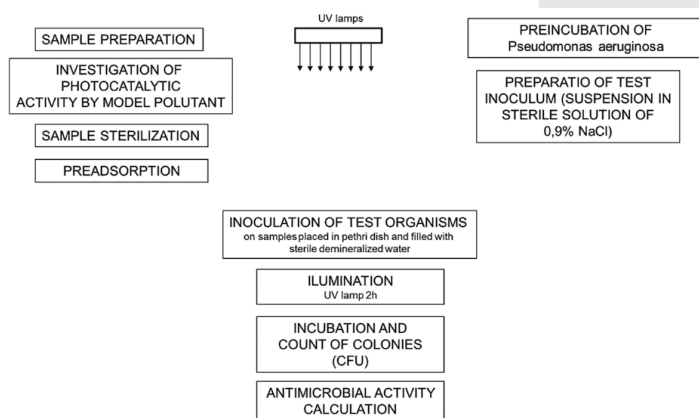 SAMPLE PREPARATION
INVESTIGATION OF
PHOTOCATALYTIC
ACTIVITY BY MODEL POLUTANT
SAMPLE STERILIZATION
PREADSORPTION
UV lamps
PREINCUBATION OF
Pseudomonas aeruginosa
PREPARATIO OF TEST
INOCULUM (SUSPENSION IN
STERILE SOLUTION OF
0,9% NaCl)
INOCULATION OF TEST ORGANISMS
on samples placed in pethri dish and filled with
sterile demineralized water
ILUMINATION
UV lamp 2h
INCUBATION AND
COUNT OF COLONIES
(CFU)
ANTIMICROBIAL ACTIVITY
CALCULATION